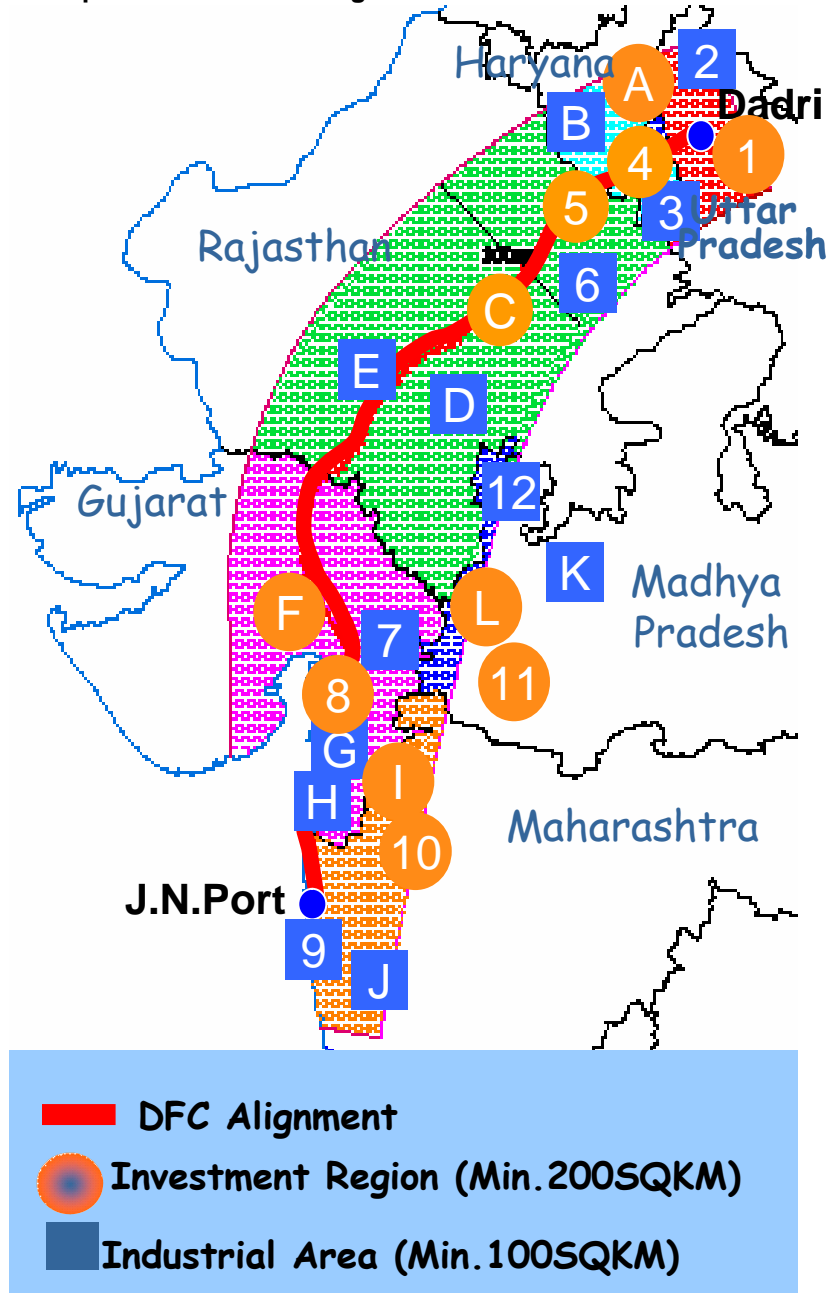 Haryana
A
2
Dadri
B
4
1
5
3
Uttar
Pradesh
Rajasthan
6
C
E
D
Gujarat
12
K
Madhya
Pradesh
F
L
7
11
8
G
I
H
Maharashtra
10
J.N.Port
9
J
DFC Alignment
Investment Region (Min.200SQKM)
Industrial Area (Min.100SQKM)